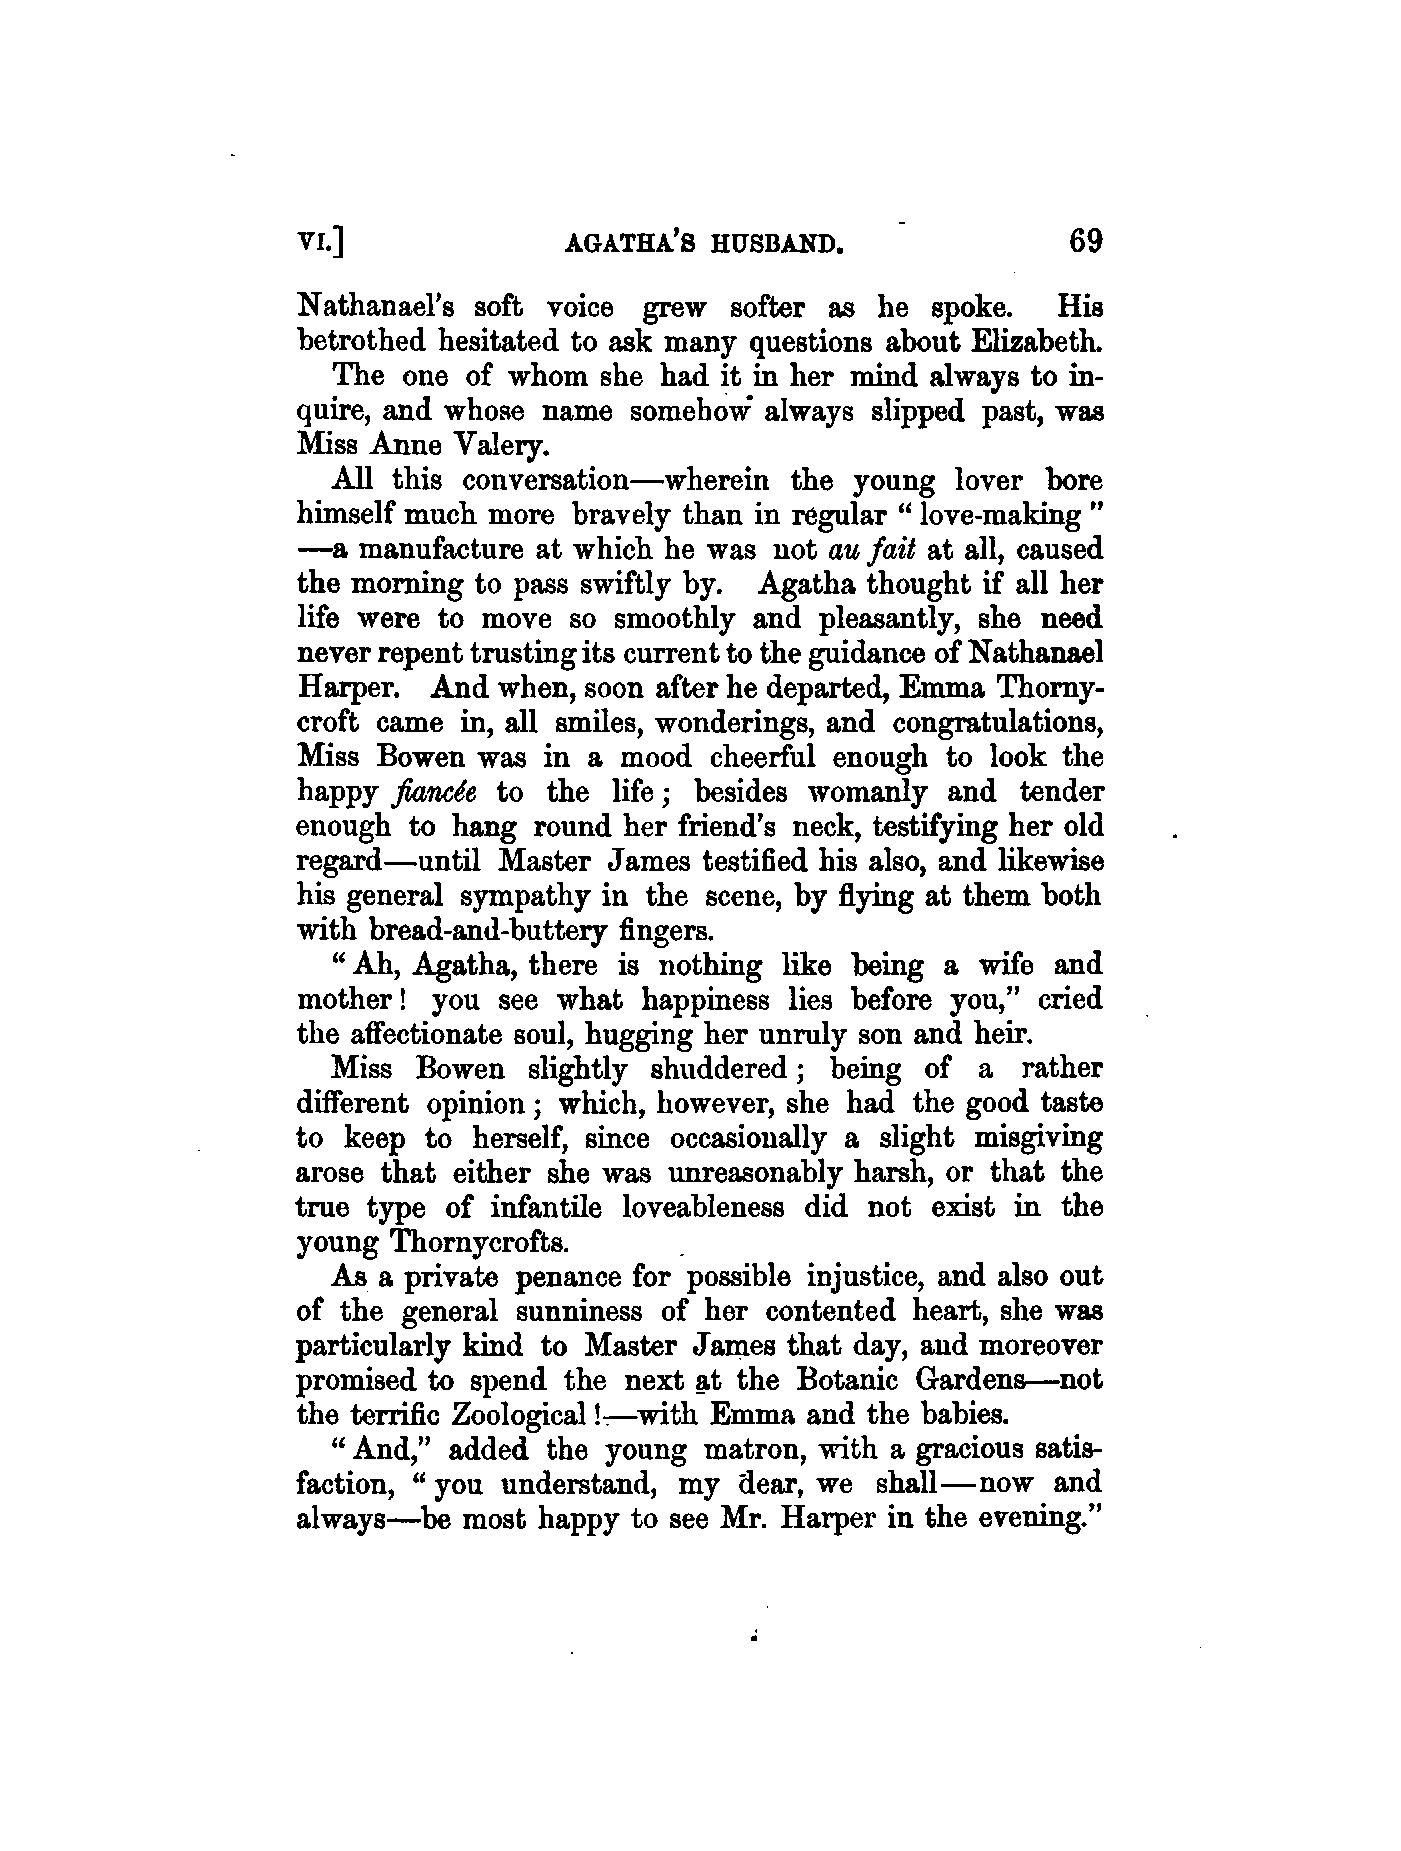 VI.] AGATHA'S HUSBAND. 69
Nathanael's soft voice grew softer as he spoke. His
betrothed hesitated to ask many questions about Elizabeth.
The one of whom she had it in her mind always to in-
quire, and whose name somehow always slipped past, was
Miss Anne Valery.
All this conversation—wherein the young lover bore
himself much more bravely than in regular “ love-making ”
—a manufacture at which he was not au fait at all, caused
the morning to pass swiftly by. Agatha thought if all her
life were to move so smoothly and pleasantly, she need
never repent trusting its current to the guidance of Nathanael
Harper. And when, soon after he departed, Emma Thorny-
croft came in, all smiles, wonderings, and congratulations,
Miss Bowen was in a mood cheerful enough to look the
happy fiancée to the life ; besides womanly and tender
enough to hang round her friend's neck, testifying her old
regard—until Master James testified his also, and likewise
his general sympathy in the scene, by flying at them both
with bread-and-buttery fingers.
“ Ah, Agatha, there is nothing like being a wife and
mother ! you see what happiness lies before you,” cried
the affectionate soul, hugging her unruly son and heir.
Miss Bowen slightly shuddered ; being of a rather
different opinion ; which, however, she had the good taste
to keep to herself, since occasionally a slight misgiving
arose that either she was unreasonably harsh, or that the
true type of infantile loveableness did not exist in the
young Thornycrofts.
As a private penance for possible injustice, and also out
of the general sunniness of her contented heart, she was
particularly kind to Master James that day, and moreover
promised to spend the next at the Botanic Gardens—not
the terrific Zoological !—with Emma and the babies.
“ And,” added the young matron, with a gracious satis-
faction, “ you understand, my dear, we shall—now and
always—be most happy to see Mr. Harper in the evening.”